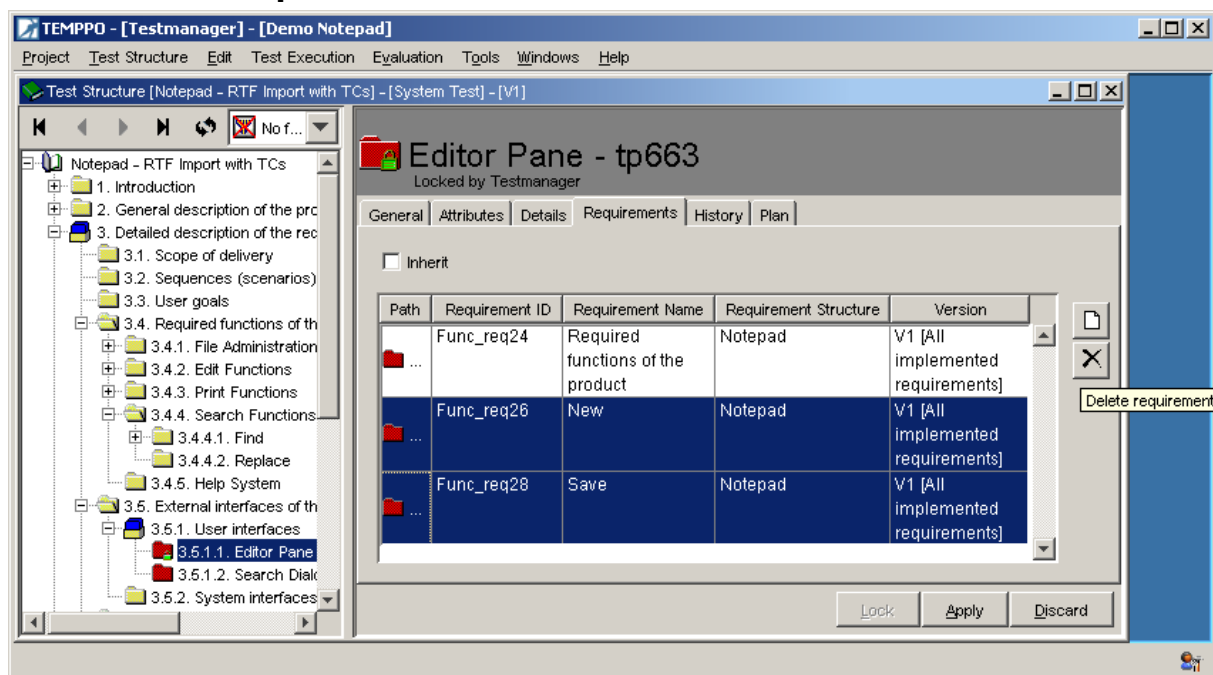 TEMPPO - [Testmanager] - [Demo Notepad]
Project Test Structure Edit Test Execution Evaluation Tools Windows Help
Test Structure [Notepad - RTF Import with TCs] - [System Test] - [V1]
No f...
Notepad - RTF Import with TCs
1. Introduction
2. General description of the prc
3. Detailed description of the rec
3.1. Scope of delivery
3.2. Sequences (scenarios)
3.3. User goals
3.4. Required functions of th
3.4.1. File Administration
3.4.2. Edit Functions
3.4.3. Print Functions
3.4.4. Search Functions
3.4.4.1. Find
3.4.4.2. Replace
3.4.5. Help System
3.5. External interfaces of th
3.5.1. User interfaces
3.5.1.1. Editor Pane
3.5.1.2. Search Dialo
3.5.2. System interfaces
Editor Pane - tp663
Locked by Testmanager
General Attributes Details Requirements History Plan
Inherit
Path Requirement ID Requirement Name Requirement Structure Version
... Func_req24 Required functions of the product Notepad V1 [All implemented requirements]
... Func_req26 New Notepad V1 [All implemented requirements]
... Func_req28 Save Notepad V1 [All implemented requirements]
Delete requirement
Lock Apply Discard